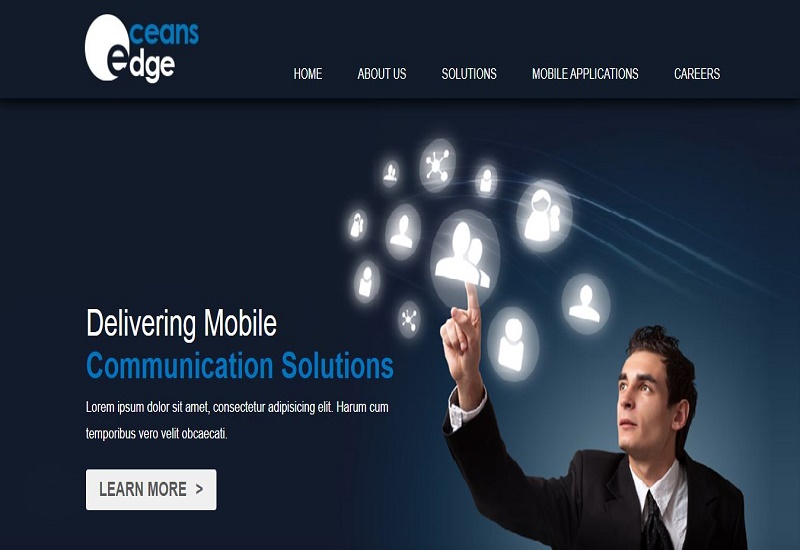 Oceans
edge
HOME ABOUT US SOLUTIONS MOBILE APPLICATIONS CAREERS
Delivering Mobile
Communication Solutions
Lorem ipsum dolor sit amet, consectetur adipisicing elit. Harum cum
temporibus vero velit obcaecati.
LEARN MORE >